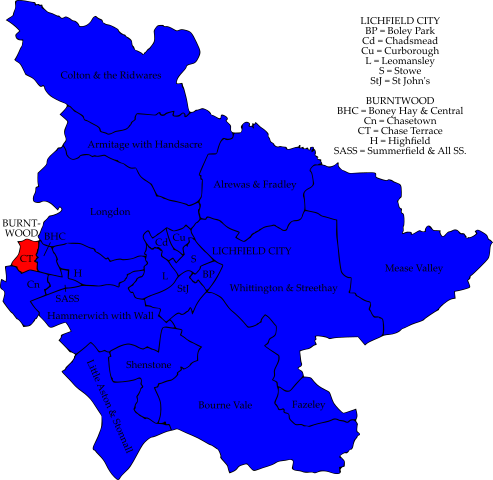 LICHFIELD CITY
BP = Boley Park
Cd = Chadsmead
Cu = Curborough
L = Leomansley
S = Stowe
StJ = St John's
BURNTWOOD
BHC = Boney Hay & Central
Cn = Chasetown
CT = Chase Terrace
H = Highfield
SASS = Summerfield & All SS.
Colton & the Ridwares
Armitage with Handsacre
Alrewas & Fradley
Longdon
BURNT-
WOOD
BHC
Cd
Cu
LICHFIELD CITY
CT
S
Mease Valley
H
L
BP
Cn
StJ
Whittington & Streethay
SASS
Hammerwich with Wall
Shenstone
Little Aston & Stonnall
Bourne Vale
Fazeley